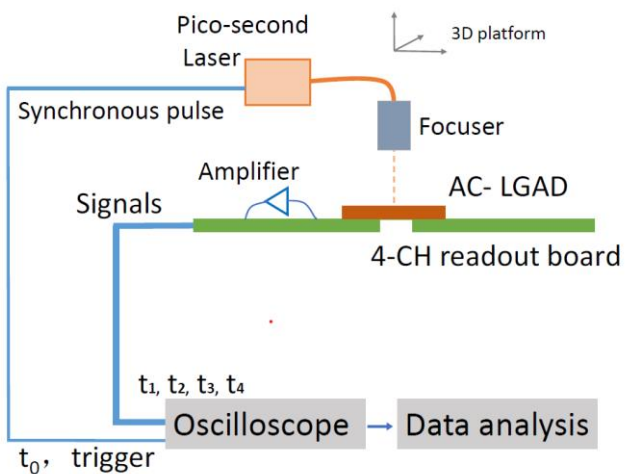 Pico-second
Laser
3D platform
Synchronous pulse
Focuser
Amplifier
AC- LGAD
Signals
4-CH readout board
t₁, t₂, t₃, t₄
Oscilloscope
Data analysis
t₀， trigger